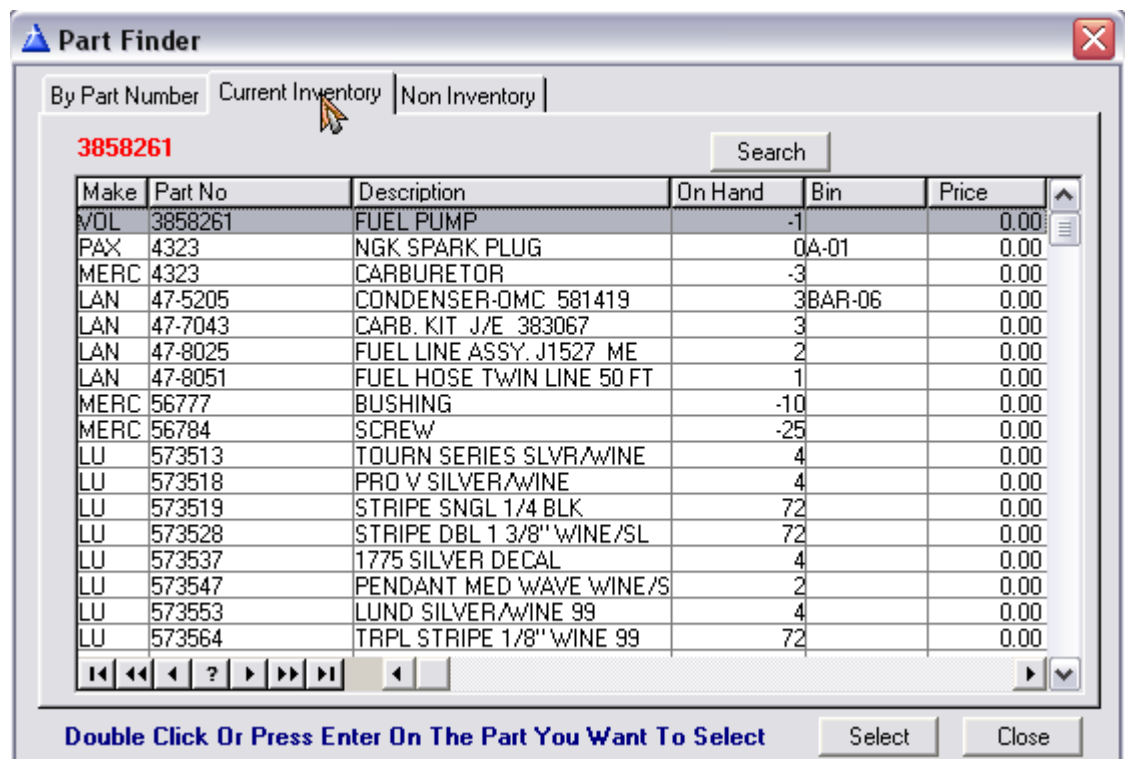 Part Finder
By Part Number Current Inventory Non Inventory
3858261 Search
Make Part No Description On Hand Bin Price
VOL 3858261 FUEL PUMP -1 0.00
PAX 4323 NGK SPARK PLUG 0 A-01 0.00
MERC 4323 CARBURETOR -3 0.00
LAN 47-5205 CONDENSER-OMC 581419 3 BAR-06 0.00
LAN 47-7043 CARB. KIT J/E 383067 3 0.00
LAN 47-8025 FUEL LINE ASSY. J1527 ME 2 0.00
LAN 47-8051 FUEL HOSE TWIN LINE 50 FT 1 0.00
MERC 56777 BUSHING -10 0.00
MERC 56784 SCREW -25 0.00
LU 573513 TOURN SERIES SLVR/WINE 4 0.00
LU 573518 PRO V SILVER/WINE 4 0.00
LU 573519 STRIPE SNGL 1/4 BLK 72 0.00
LU 573528 STRIPE DBL 1 3/8" WINE/SL 72 0.00
LU 573537 1775 SILVER DECAL 4 0.00
LU 573547 PENDANT MED WAVE WINE/S 2 0.00
LU 573553 LUND SILVER/WINE 99 4 0.00
LU 573564 TRPL STRIPE 1/8" WINE 99 72 0.00
?
Double Click Or Press Enter On The Part You Want To Select Select Close